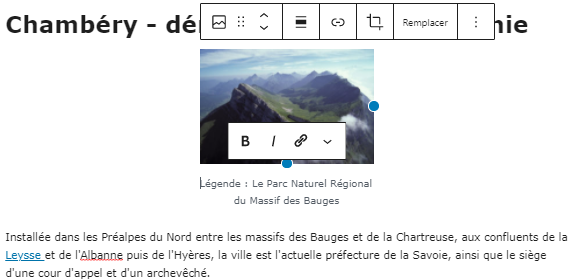 Chambéry - dé
nie
Remplacer
B I
Légende : Le Parc Naturel Régional
du Massif des Bauges
Installée dans les Préalpes du Nord entre les massifs des Bauges et de la Chartreuse, aux confluents de la
Leysse et de l'Albanne puis de l'Hyères, la ville est l'actuelle préfecture de la Savoie, ainsi que le siège
d'une cour d'appel et d'un archevêché.